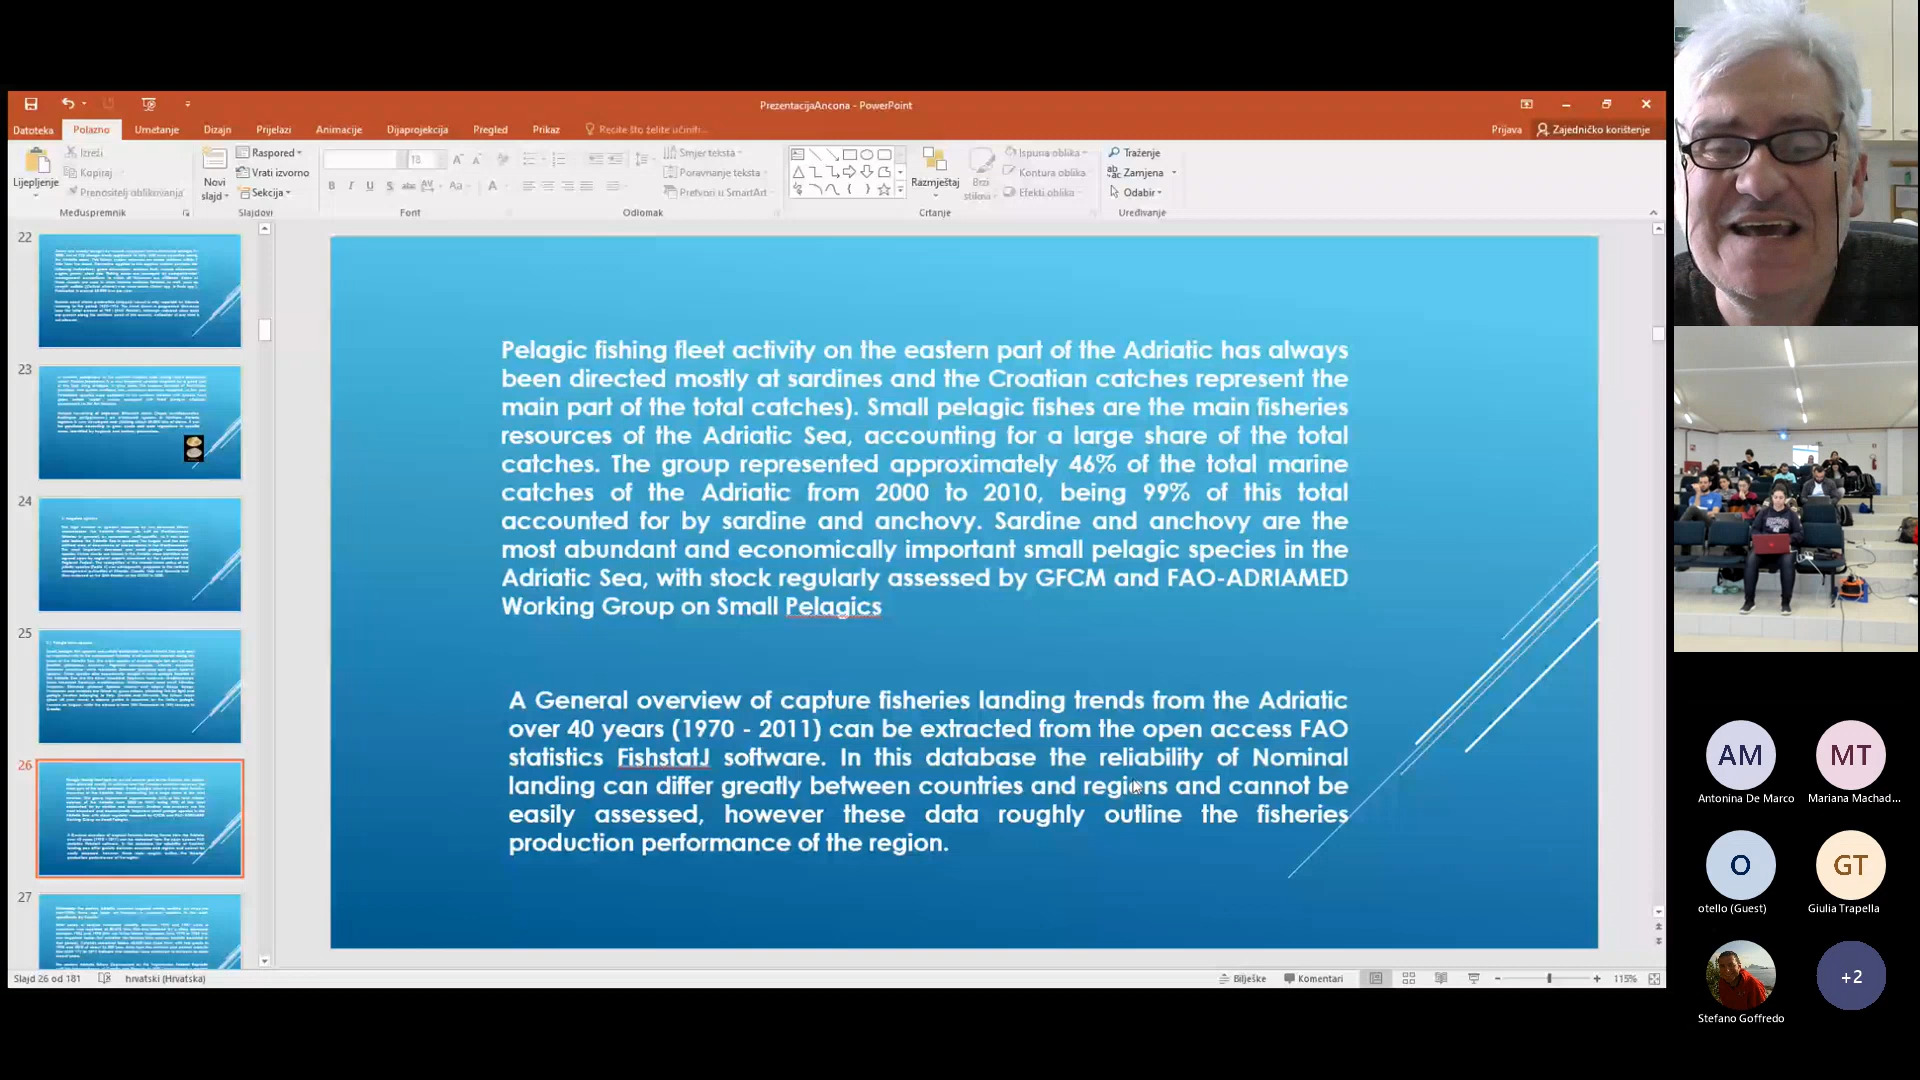 PrezentacijaAncona - PowerPoint
Datoteka Polazno Umetanje Dizajn Prijelazi Animacije Dijaprojekcija Pregled Prikaz Recite što želite učiniti... Prijava Zajedničko korištenje
Lijepljenje
Izreži
Kopiraj
Prenositelj oblikovanja
Međuspremnik
Novi
slajd
Raspored
Vrati izvorno
Sekcija
Slajdovi
18
Font
Smjer teksta
Poravnanje teksta
Pretvori u SmartArt
Odlomak
Razmještaj
Brzi
stilovi
Ispuna oblika
Kontura oblika
Efekti oblika
Crtanje
Traženje
Zamjena
Odabir
Uređivanje
22
23
24
25
26
27
Pelagic fishing fleet activity on the eastern part of the Adriatic has always
been directed mostly at sardines and the Croatian catches represent the
main part of the total catches). Small pelagic fishes are the main fisheries
resources of the Adriatic Sea, accounting for a large share of the total
catches. The group represented approximately 46% of the total marine
catches of the Adriatic from 2000 to 2010, being 99% of this total
accounted for by sardine and anchovy. Sardine and anchovy are the
most abundant and economically important small pelagic species in the
Adriatic Sea, with stock regularly assessed by GFCM and FAO-ADRIAMED
Working Group on Small Pelagics
A General overview of capture fisheries landing trends from the Adriatic
over 40 years (1970 - 2011) can be extracted from the open access FAO
statistics FishstatJ software. In this database the reliability of Nominal
landing can differ greatly between countries and regions and cannot be
easily assessed, however these data roughly outline the fisheries
production performance of the region.
Slajd 26 od 181 hrvatski (Hrvatska) Bilješke Komentari 115%
AM
Antonina De Marco
MT
Mariana Machad...
O
otello (Guest)
GT
Giulia Trapella
Stefano Goffredo
+2